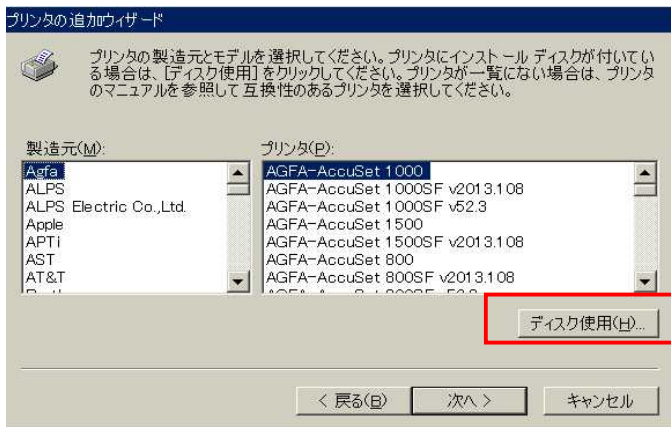 プリンタの追加ウィザード
プリンタの製造元とモデルを選択してください。プリンタにインストール ディスクが付いてい
る場合は、[ディスク使用] をクリックしてください。プリンタが一覧にない場合は、プリンタ
のマニュアルを参照して互換性のあるプリンタを選択してください。
製造元(M):
プリンタ(P):
Agfa
AGFA-AccuSet 1000
ALPS
AGFA-AccuSet 1000SF v2013.108
ALPS Electric Co.,Ltd.
AGFA-AccuSet 1000SF v52.3
Apple
AGFA-AccuSet 1500
APTi
AGFA-AccuSet 1500SF v2013.108
AST
AGFA-AccuSet 800
AT&T
AGFA-AccuSet 800SF v2013.108
ディスク使用(H)...
< 戻る(B)
次へ >
キャンセル